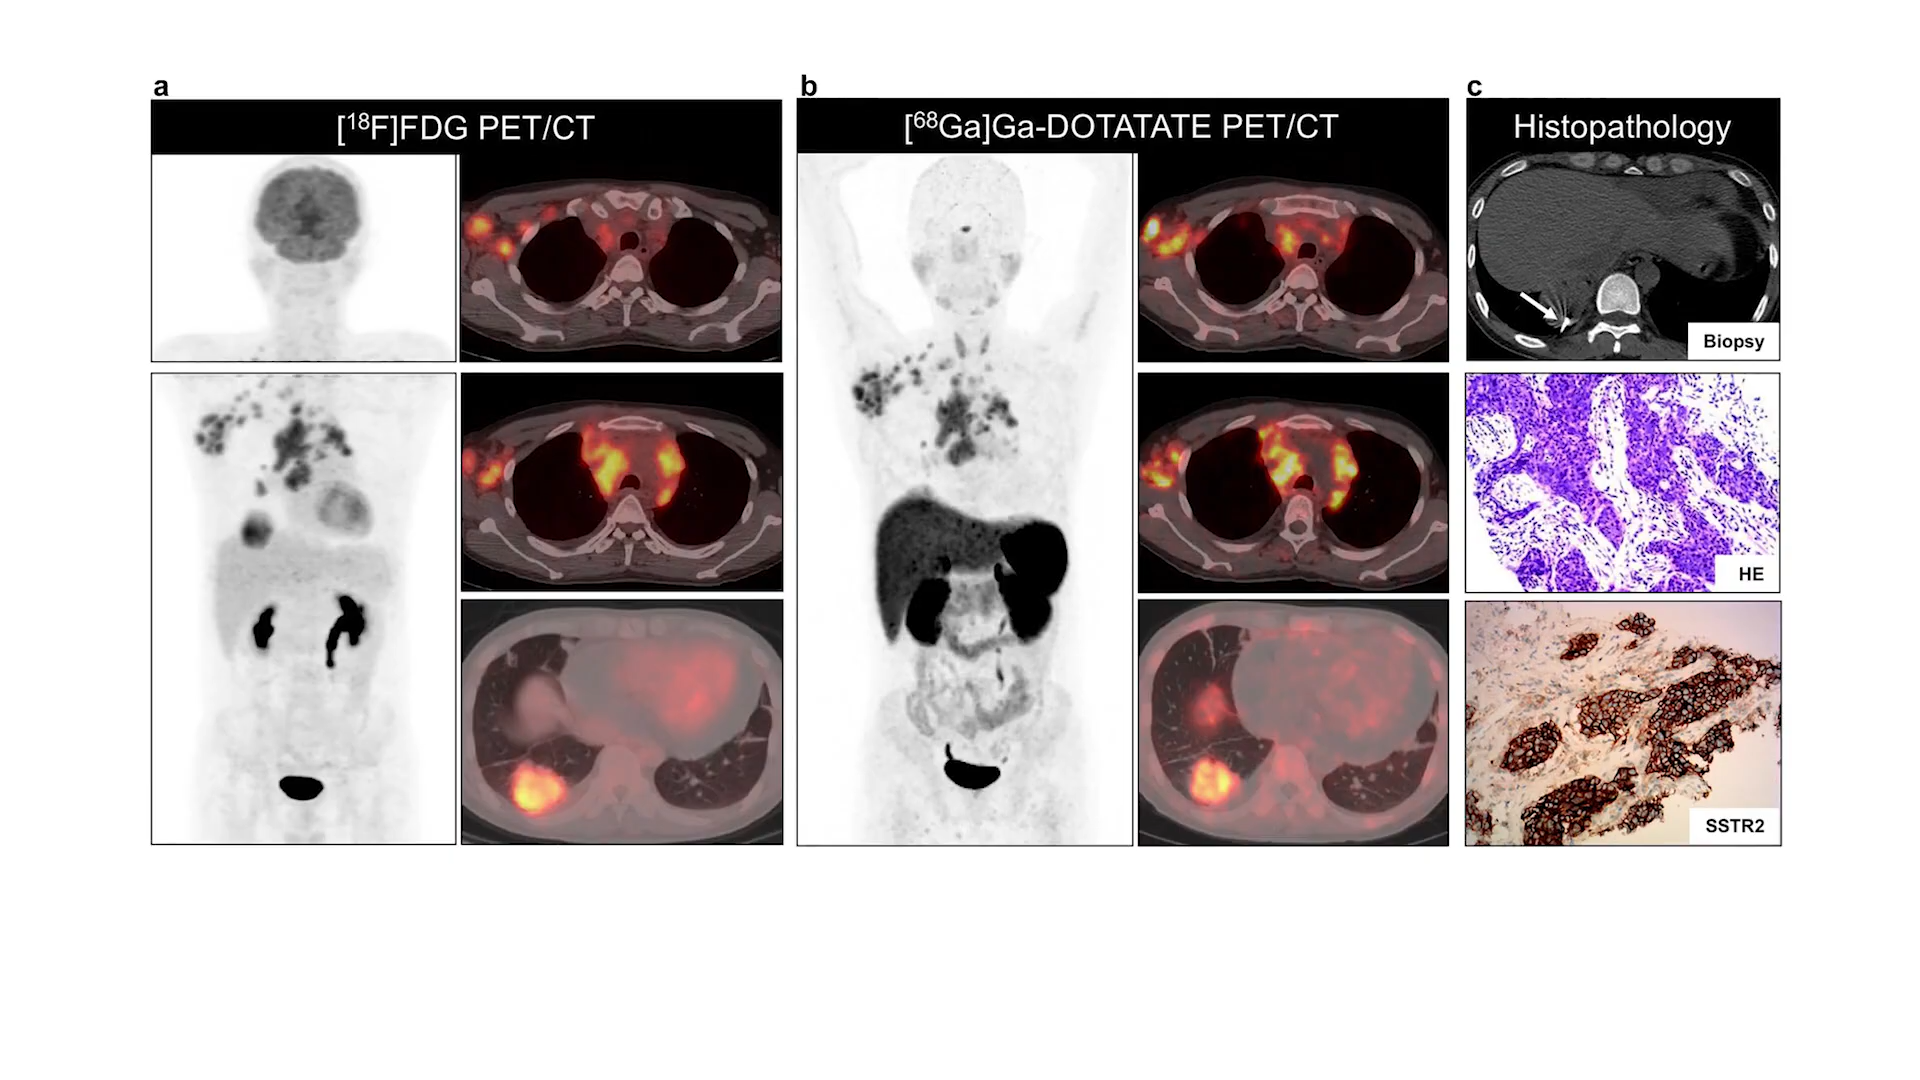 a
[¹⁸F]FDG PET/CT
b
[⁶⁸Ga]Ga-DOTATATE PET/CT
c
Histopathology
Biopsy
HE
SSTR2